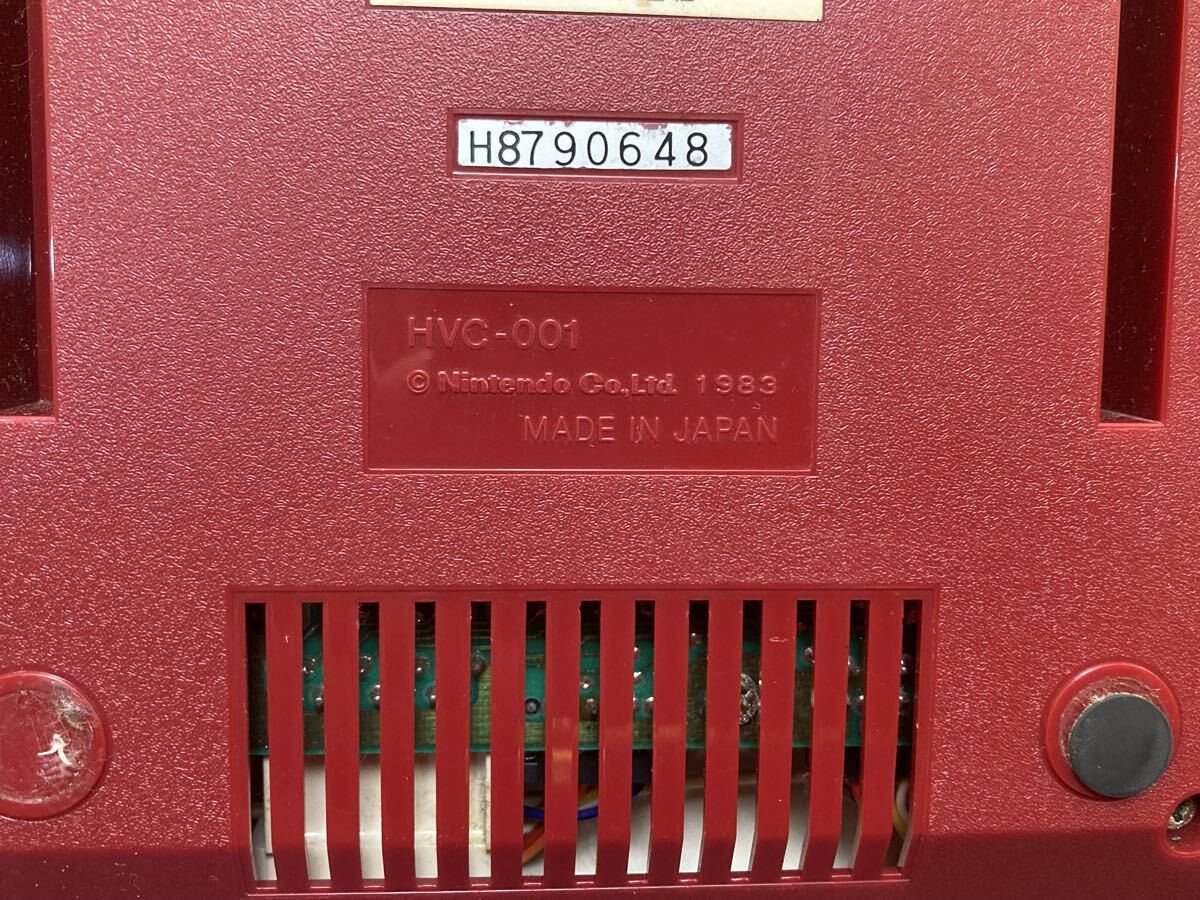 H8790648
HVC-001
© Nintendo Co.,Ltd. 1983
MADE IN JAPAN